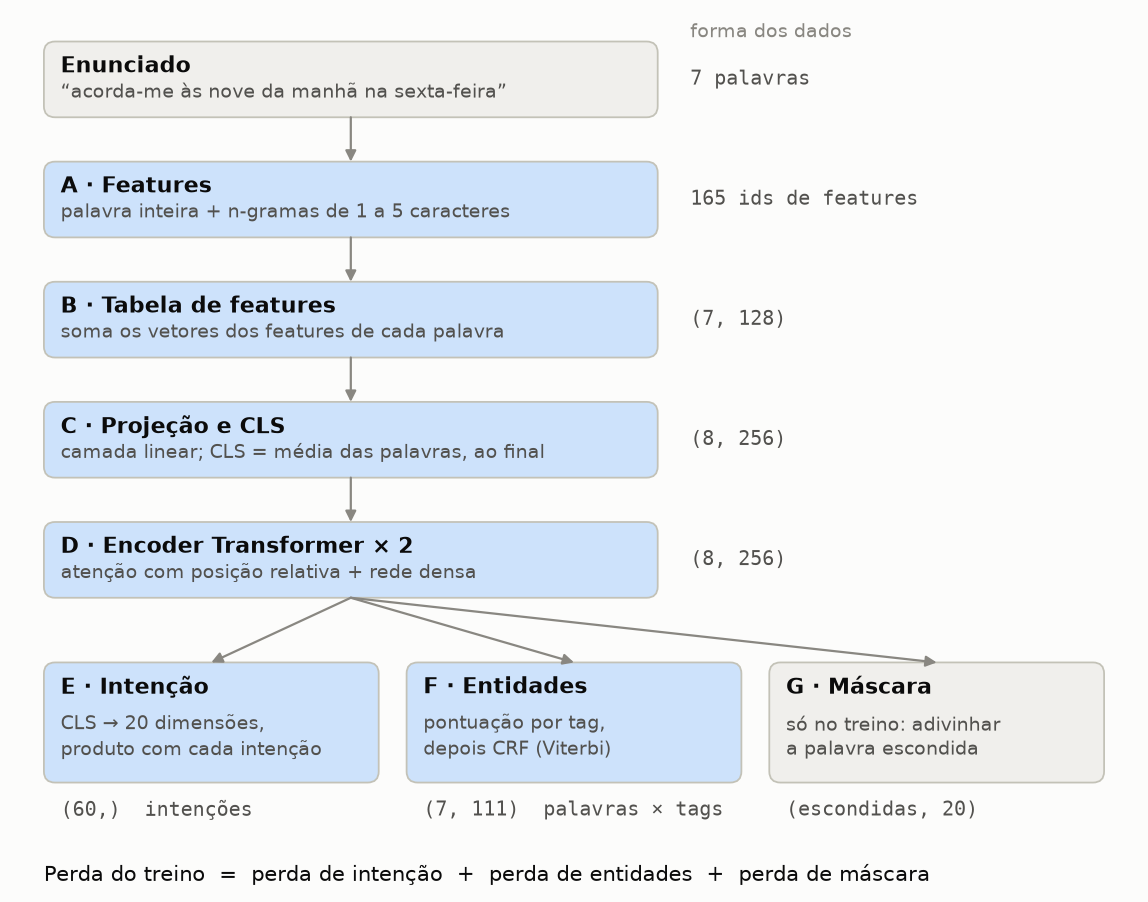 forma dos dados
Enunciado
“acorda-me às nove da manhã na sexta-feira”
7 palavras
A · Features
palavra inteira + n-gramas de 1 a 5 caracteres
165 ids de features
B · Tabela de features
soma os vetores dos features de cada palavra
(7, 128)
C · Projeção e CLS
camada linear; CLS = média das palavras, ao final
(8, 256)
D · Encoder Transformer × 2
atenção com posição relativa + rede densa
(8, 256)
E · Intenção
CLS → 20 dimensões,
produto com cada intenção
(60,) intenções
F · Entidades
pontuação por tag,
depois CRF (Viterbi)
(7, 111) palavras × tags
G · Máscara
só no treino: adivinhar
a palavra escondida
(escondidas, 20)
Perda do treino = perda de intenção + perda de entidades + perda de máscara